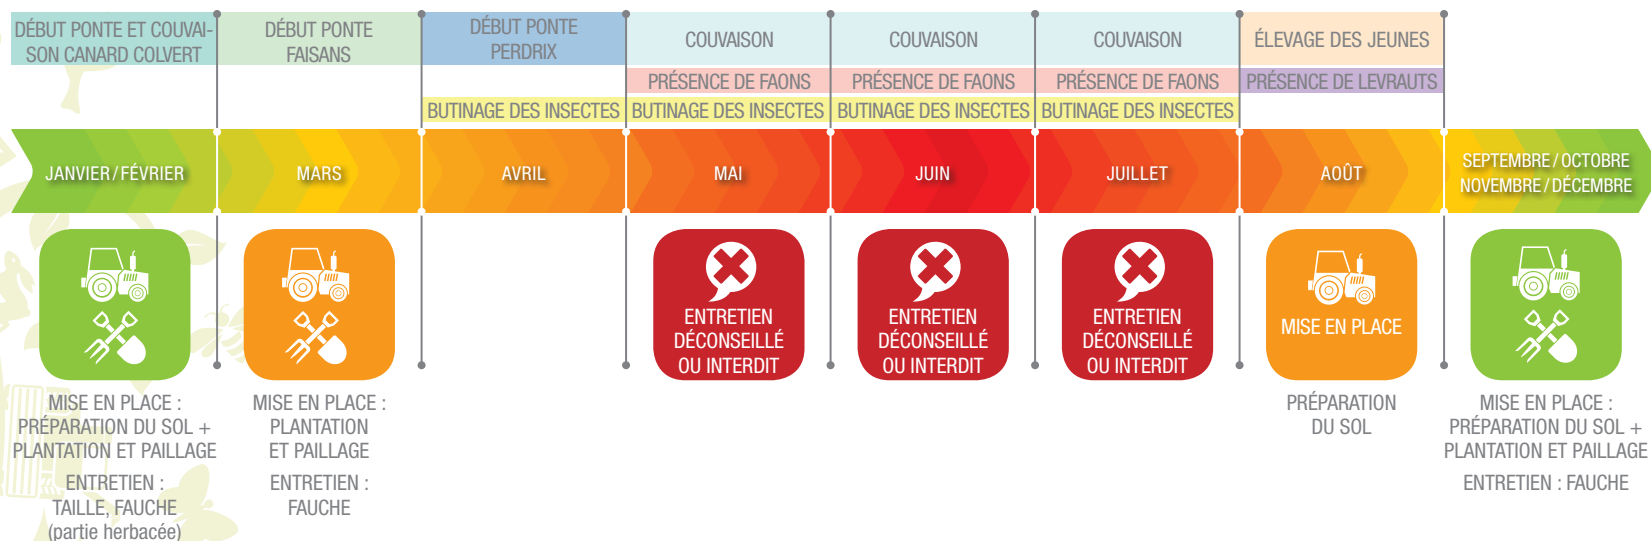 DÉBUT PONTE ET COUVAI-
SON CANARD COLVERT
DÉBUT PONTE
FAISANS
DÉBUT PONTE
PERDRIX
COUVAISON
COUVAISON
COUVAISON
ÉLEVAGE DES JEUNES
PRÉSENCE DE FAONS
PRÉSENCE DE FAONS
PRÉSENCE DE FAONS
PRÉSENCE DE LEVRAUTS
BUTINAGE DES INSECTES
BUTINAGE DES INSECTES
BUTINAGE DES INSECTES
BUTINAGE DES INSECTES
JANVIER / FÉVRIER
MARS
AVRIL
MAI
JUIN
JUILLET
AOÛT
SEPTEMBRE / OCTOBRE
NOVEMBRE / DÉCEMBRE
ENTRETIEN
DÉCONSEILLÉ
OU INTERDIT
ENTRETIEN
DÉCONSEILLÉ
OU INTERDIT
ENTRETIEN
DÉCONSEILLÉ
OU INTERDIT
MISE EN PLACE
MISE EN PLACE :
PRÉPARATION DU SOL +
PLANTATION ET PAILLAGE
ENTRETIEN :
TAILLE, FAUCHE
(partie herbacée)
MISE EN PLACE :
PLANTATION
ET PAILLAGE
ENTRETIEN :
FAUCHE
PRÉPARATION
DU SOL
MISE EN PLACE :
PRÉPARATION DU SOL +
PLANTATION ET PAILLAGE
ENTRETIEN : FAUCHE